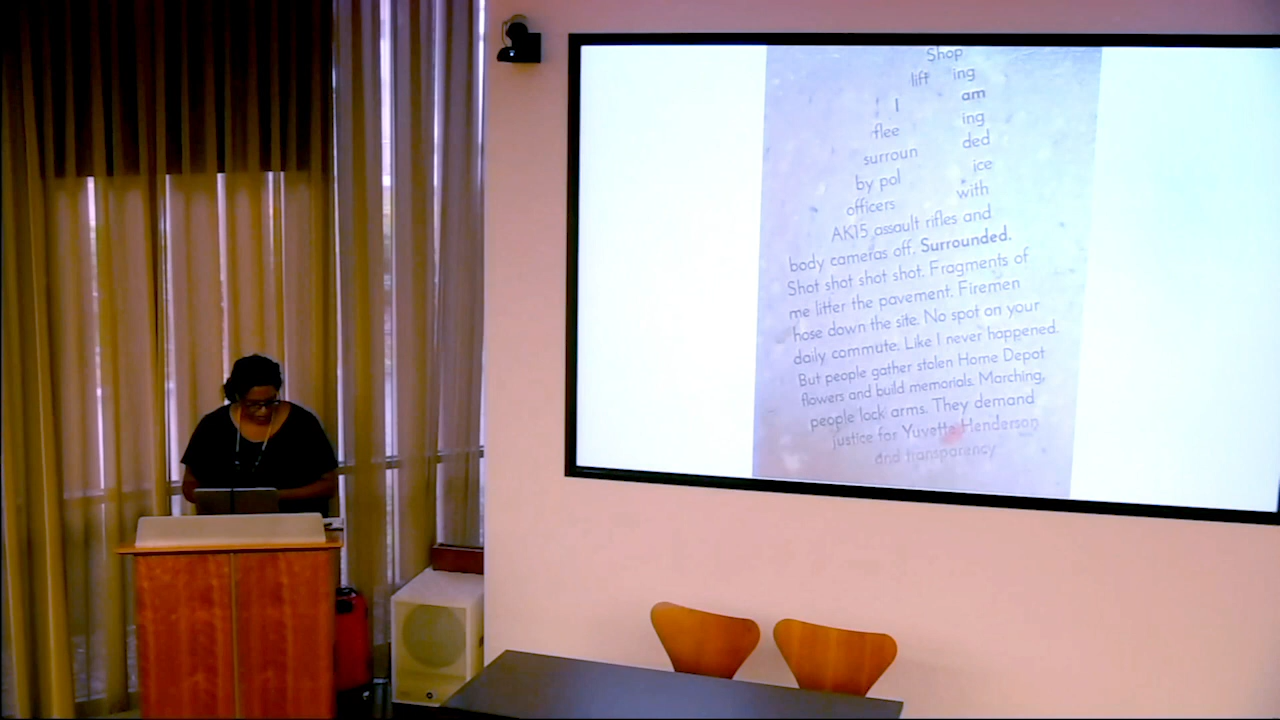 Shop
lift ing
I am
flee ing
surroun ded
by pol ice
officers with
AK15 assault rifles and
body cameras off. Surrounded.
Shot shot shot shot. Fragments of
me litter the pavement. Firemen
hose down the site. No spot on your
daily commute. Like I never happened.
But people gather stolen Home Depot
flowers and build memorials. Marching,
people lock arms. They demand
justice for Yuvette Henderson
and transparency